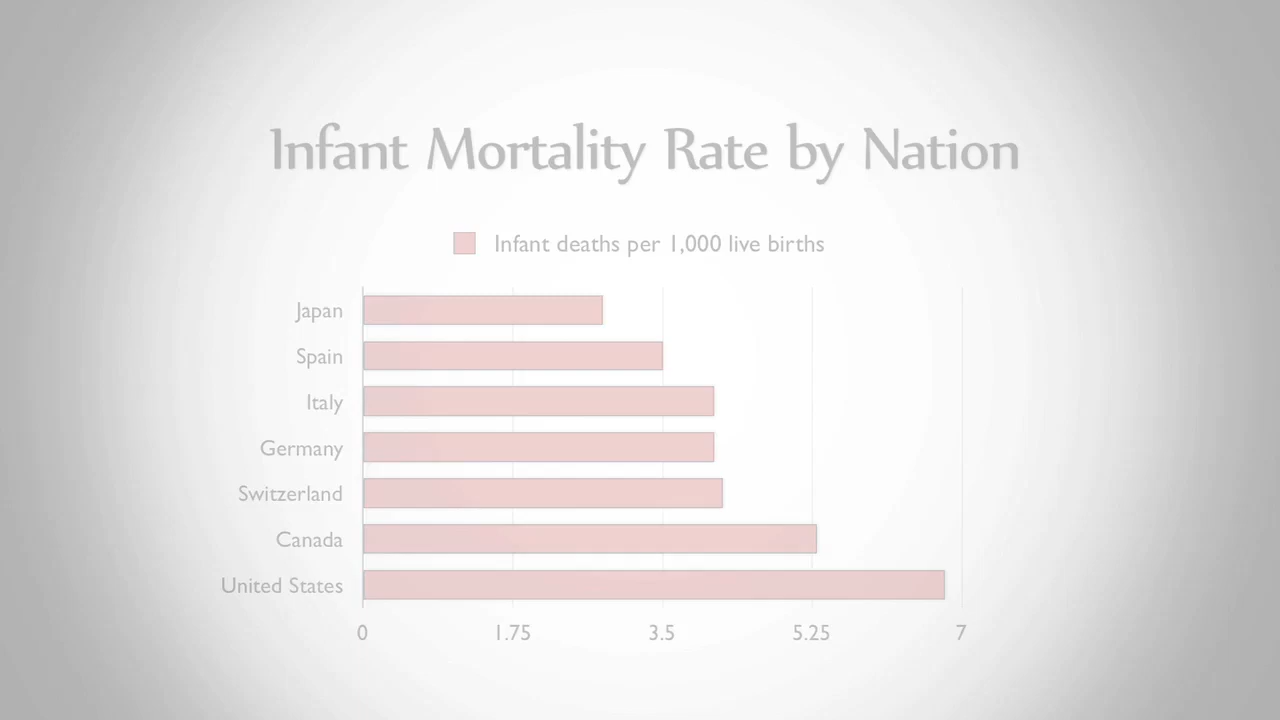 Infant Mortality Rate by Nation
Infant deaths per 1,000 live births
Japan
Spain
Italy
Germany
Switzerland
Canada
United States
0 1.75 3.5 5.25 7